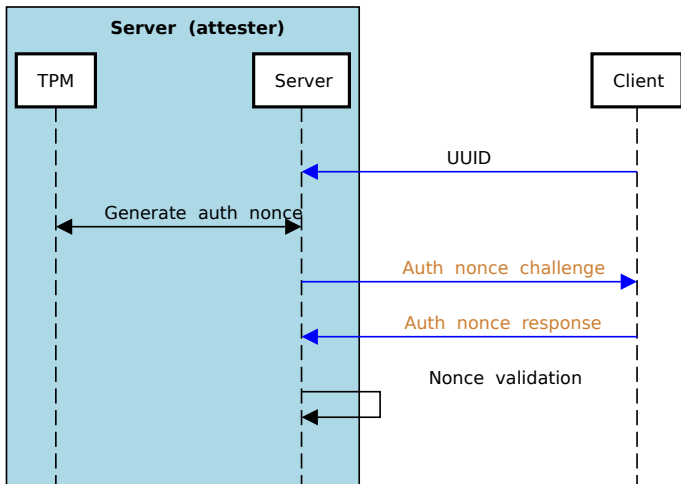 Server (attester)
TPM
Server
Client
UUID
Generate auth nonce
Auth nonce challenge
Auth nonce response
Nonce validation